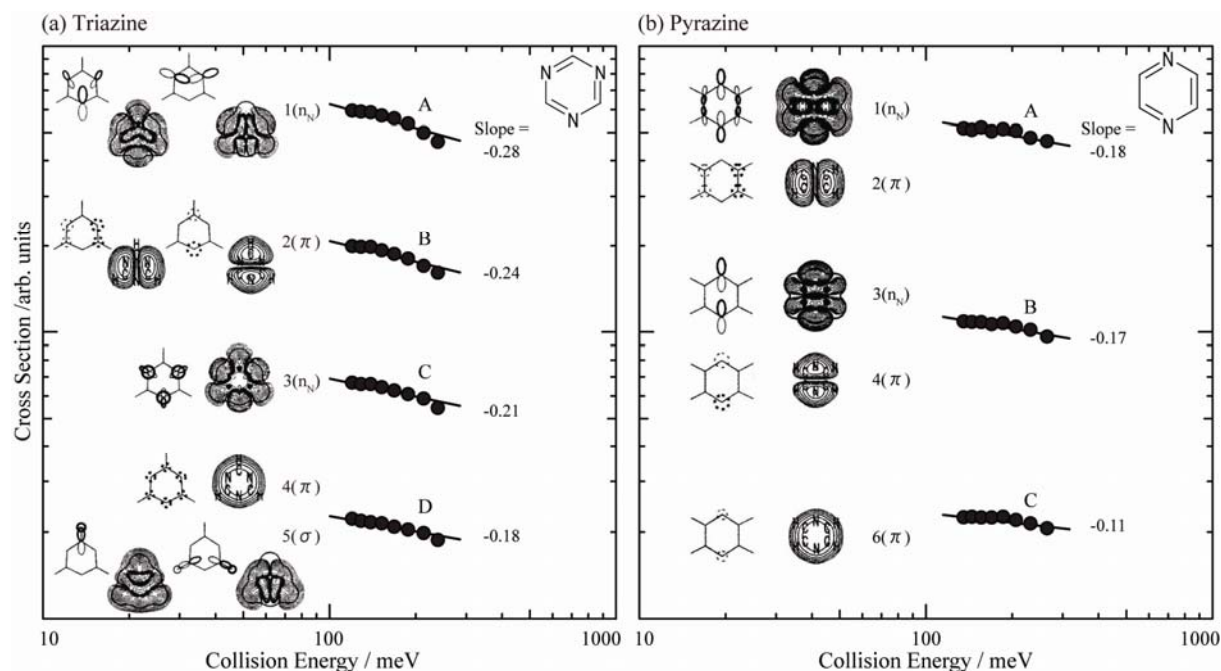 (a) Triazine
(b) Pyrazine
Cross Section /arb. units
N
N
N
1(n_N)
A
Slope =
-0.28
2(π)
B
-0.24
3(n_N)
C
-0.21
4(π)
D
5(σ)
-0.18
10
100
1000
Collision Energy / meV
N
N
1(n_N)
A
Slope =
-0.18
2(π)
3(n_N)
B
-0.17
4(π)
C
6(π)
-0.11
10
100
1000
Collision Energy / meV